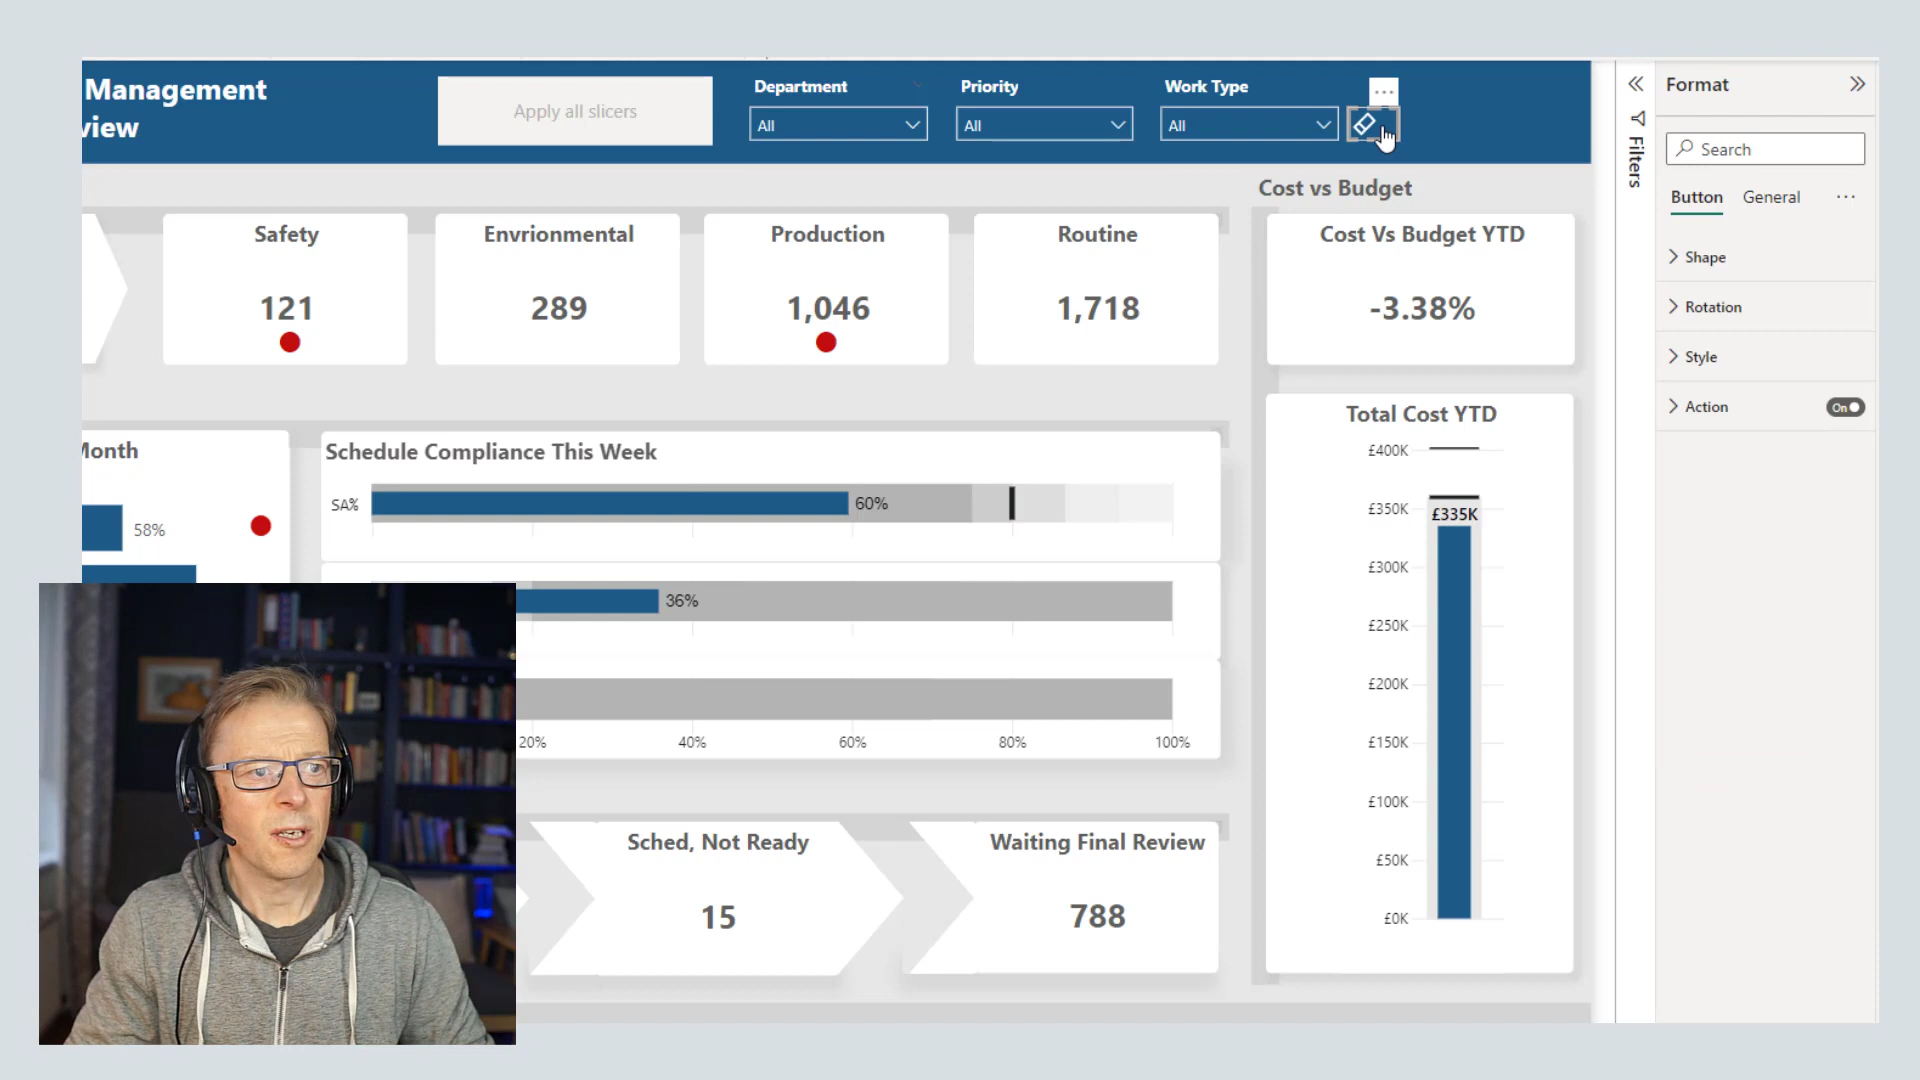 Management
view
Apply all slicers
Department
All
Priority
All
Work Type
All
...
Filters
Format
Search
Button
General
...
Shape
Rotation
Style
Action
On
Safety
121
Envrionmental
289
Production
1,046
Routine
1,718
Cost vs Budget
Cost Vs Budget YTD
-3.38%
Month
58%
Schedule Compliance This Week
SA%
60%
36%
20%
40%
60%
80%
100%
Total Cost YTD
£400K
£350K
£335K
£300K
£250K
£200K
£150K
£100K
£50K
£0K
Sched, Not Ready
15
Waiting Final Review
788